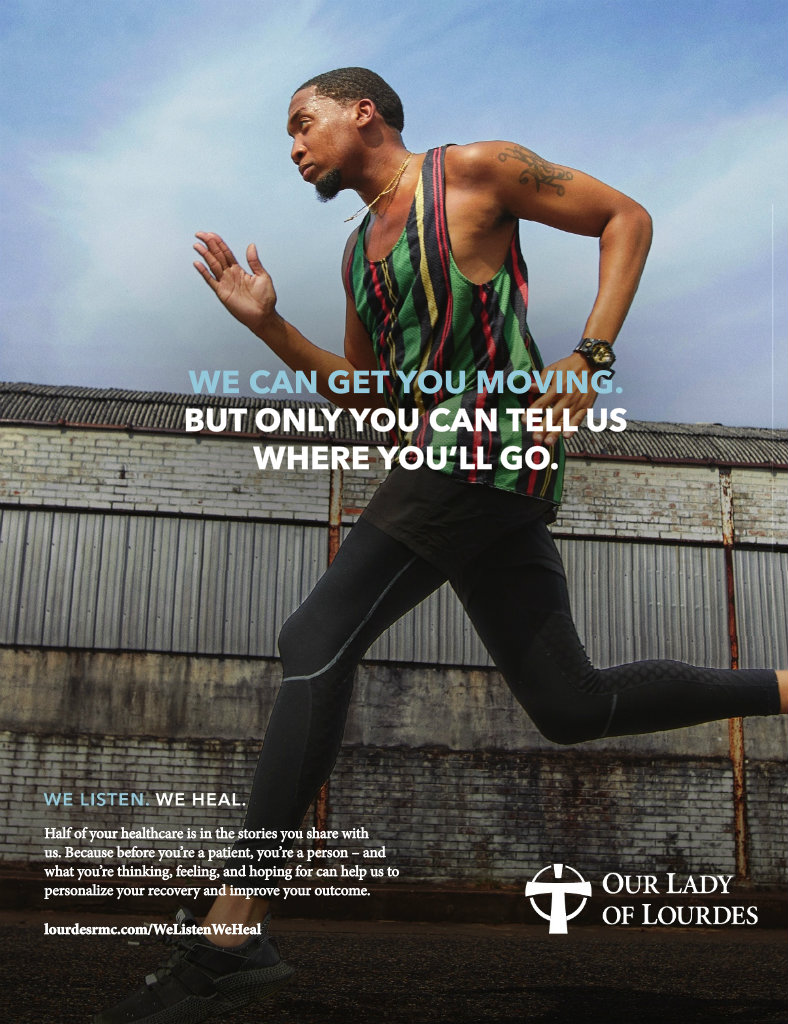 WE CAN GET YOU MOVING.
BUT ONLY YOU CAN TELL US
WHERE YOU'LL GO.
WE LISTEN. WE HEAL.
Half of your healthcare is in the stories you share with
us. Because before you're a patient, you're a person – and
what you're thinking, feeling, and hoping for can help us to
personalize your recovery and improve your outcome.
lourdesrmc.com/WeListenWeHeal
OUR LADY
OF LOURDES